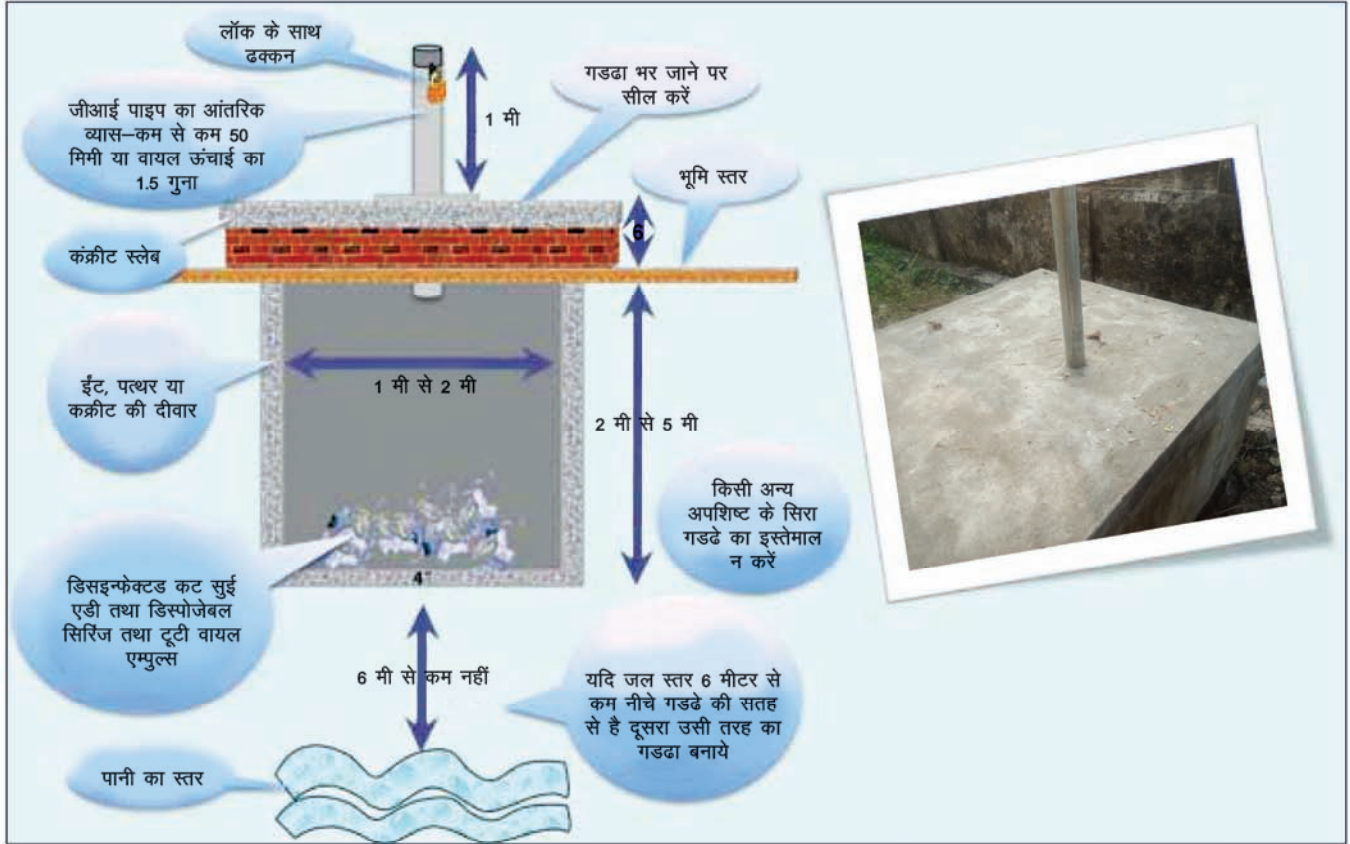 लॉक के साथ
ढक्कन
जीआई पाइप का आंतरिक
व्यास–कम से कम 50
मिमी या वायल ऊंचाई का
1.5 गुना
1 मी
गडढा भर जाने पर
सील करें
भूमि स्तर
6
कंक्रीट स्लेब
ईंट, पत्थर या
कक्रीट की दीवार
1 मी से 2 मी
2 मी से 5 मी
किसी अन्य
अपशिष्ट के सिरा
गडढे का इस्तेमाल
न करें
4
डिसइन्फेक्टड कट सुई
एडी तथा डिस्पोजेबल
सिरिंज तथा टूटी वायल
एम्पुल्स
6 मी से कम नहीं
यदि जल स्तर 6 मीटर से
कम नीचे गडढे की सतह
से है दूसरा उसी तरह का
गडढा बनाये
पानी का स्तर